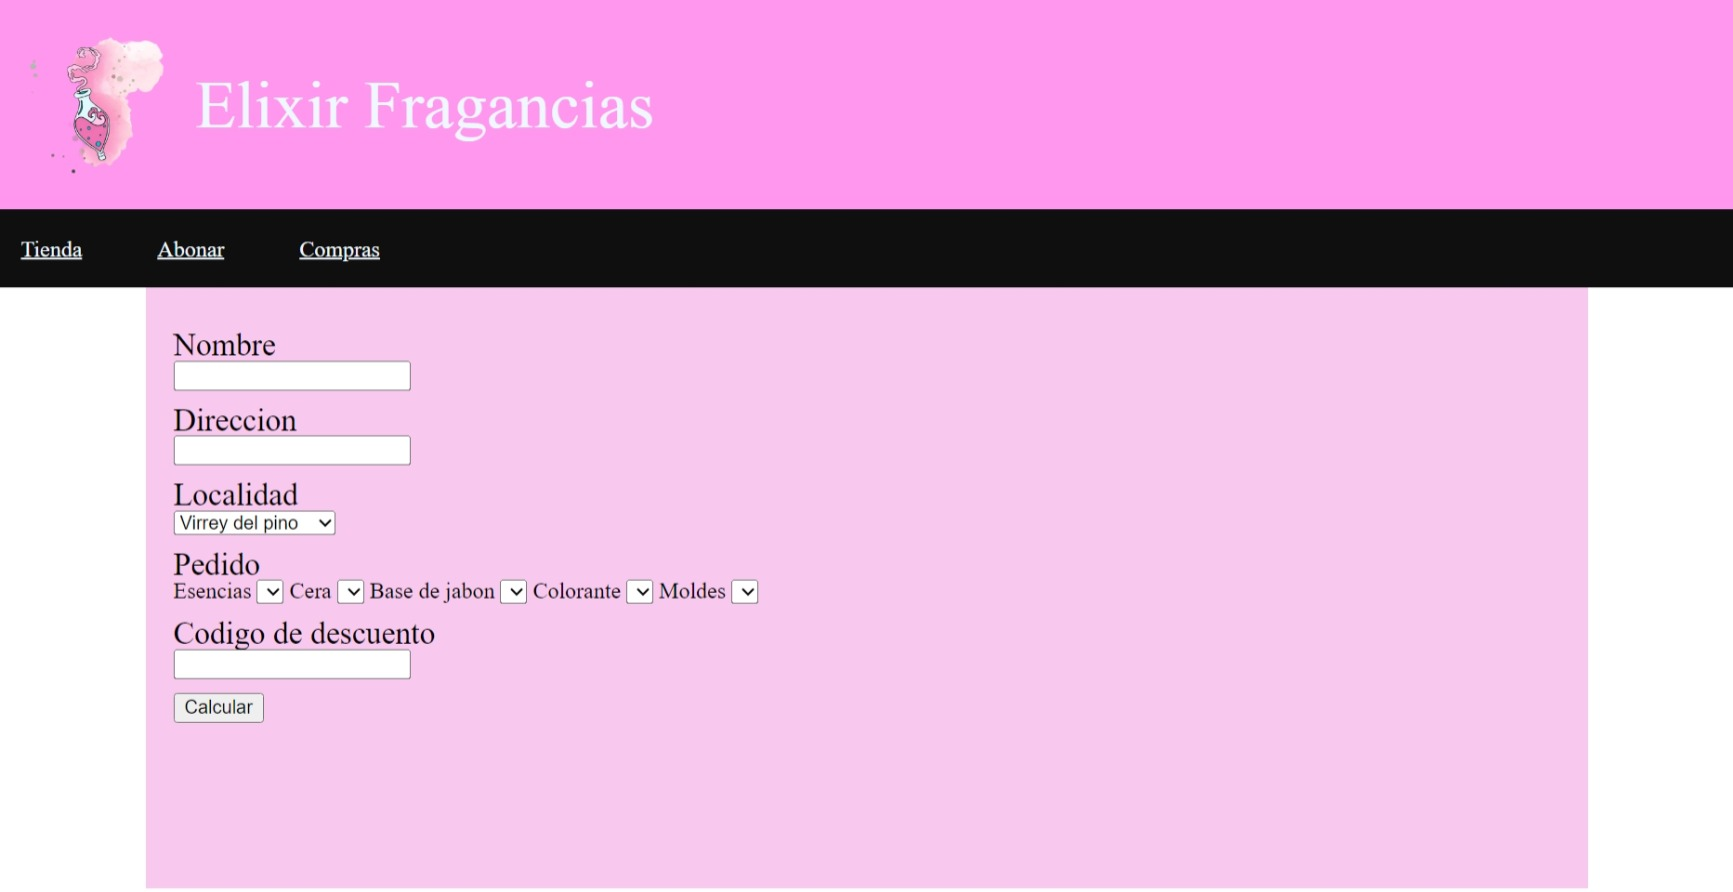 Elixir Fragancias
Tienda Abonar Compras
Nombre
Direccion
Localidad
Virrey del pino
Pedido
Esencias Cera Base de jabon Colorante Moldes
Codigo de descuento
Calcular